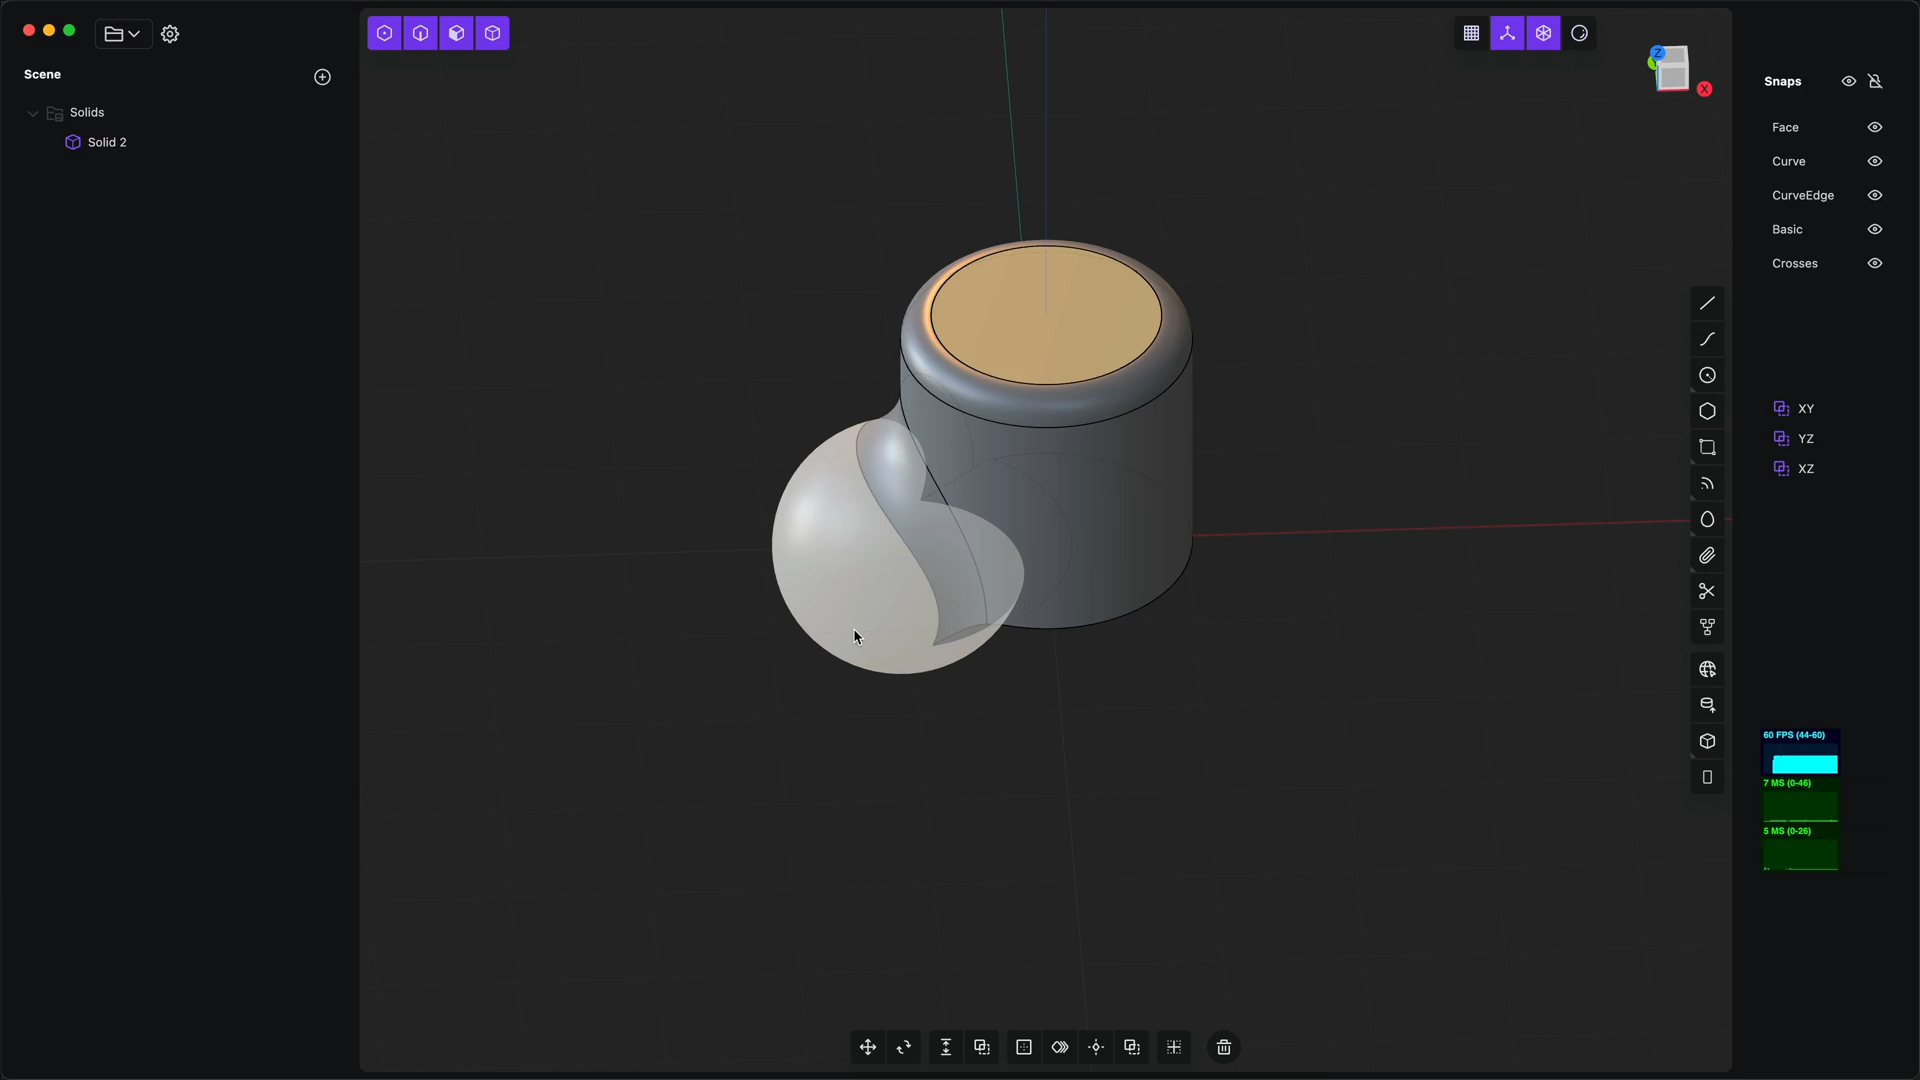 Scene
Solids
Solid 2
Z
X
Snaps
Face
Curve
CurveEdge
Basic
Crosses
XY
YZ
XZ
60 FPS (44-60)
7 MS (0-46)
5 MS (0-26)